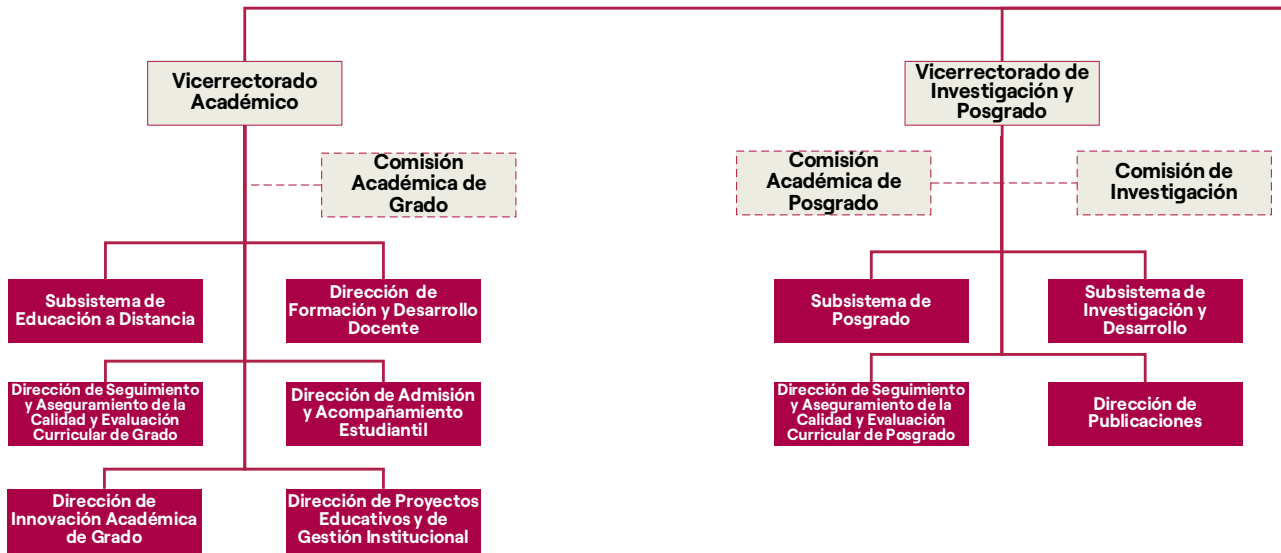 Vicerrectorado
Académico
Vicerrectorado de
Investigación y
Posgrado
Comisión
Académica de
Grado
Comisión
Académica de
Posgrado
Comisión de
Investigación
Subsistema de
Educación a Distancia
Dirección de
Formación y Desarrollo
Docente
Subsistema de
Posgrado
Subsistema de
Investigación y
Desarrollo
Dirección de Seguimiento
y Aseguramiento de la
Calidad y Evaluación
Curricular de Grado
Dirección de Admisión
y Acompañamiento
Estudiantil
Dirección de Seguimiento
y Aseguramiento de la
Calidad y Evaluación
Curricular de Posgrado
Dirección de
Publicaciones
Dirección de
Innovación Académica
de Grado
Dirección de Proyectos
Educativos y de
Gestión Institucional